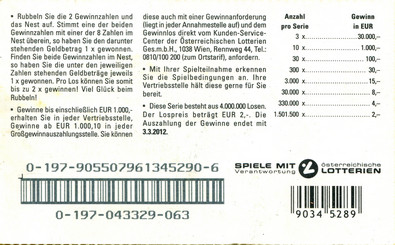 • Rubbeln Sie die 2 Gewinnzahlen und
das Nest auf. Stimmt eine der beiden
Gewinnzahlen mit einer der 8 Zahlen im
Nest überein, so haben Sie den darunter
stehenden Geldbetrag 1 x gewonnen.
Finden Sie beide Gewinnzahlen im Nest,
so haben Sie die unter den jeweiligen
Zahlen stehenden Geldbeträge jeweils
1 x gewonnen. Pro Los können Sie somit
bis zu 2 x gewinnen! Viel Glück beim
Rubbeln!
• Gewinne bis einschließlich EUR 1.000,-
erhalten Sie in jeder Vertriebsstelle,
Gewinne ab EUR 1.000,10 in jeder
Großgewinnauszahlungsstelle. Sie können
diese auch mit einer Gewinnanforderung
(liegt in jeder Annahmestelle auf) und dem
Gewinnlos direkt vom Kunden-Service-
Center der Österreichischen Lotterien
Ges.m.b.H., 1038 Wien, Rennweg 44, Tel.:
0810/100 200 (zum Ortstarif), anfordern.
• Mit Ihrer Spielteilnahme erkennen
Sie die Spielbedingungen an. Ihre
Vertriebsstelle hält diese gerne für Sie
bereit.
• Diese Serie besteht aus 4.000.000 Losen.
Der Lospreis beträgt EUR 2,-. Die
Auszahlung der Gewinne endet mit
3.3.2012.
Anzahl Gewinne
pro Serie in EUR
3 x 30.000,-
10 x 1.000,-
100 x 100,-
300 x 30,-
3.000 x 15,-
30.000 x 8,-
330.000 x 4,-
1.501.500 x 2,-
0-197-9055079613452​90-6
0-197-043329-063
SPIELE MIT
Verantwortung
österreichische
LOTTERIEN
9034 5289